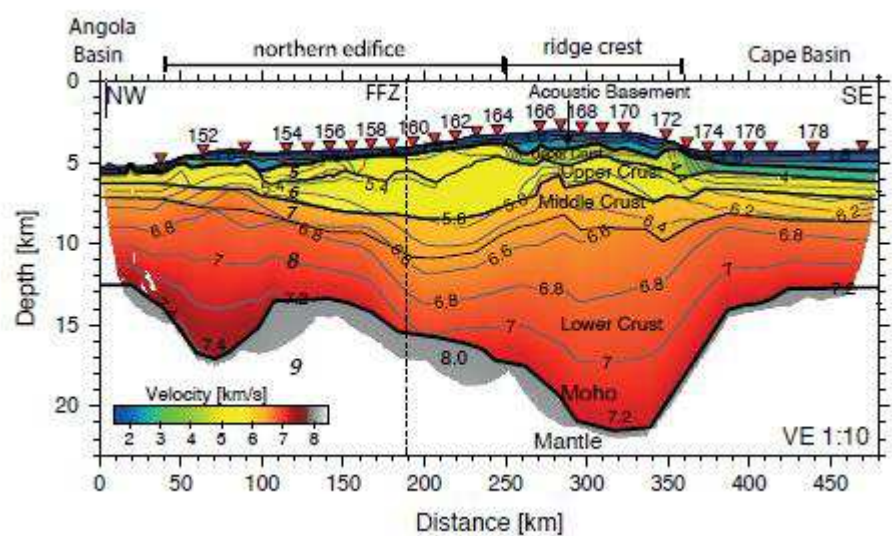 Angola
Basin
northern edifice
ridge crest
Cape Basin
NW
FFZ
Acoustic Basement
SE
152 154 156 158 160 162 164 166 168 170 172 174 176 178
Upper Crust
Middle Crust
Lower Crust
Moho
Mantle
5
6
7
8
9
5.4
5.4
5.8
6.2
6.2
6.6
6.6
6.8
6.8
6.8
6.8
6.8
6.8
7
7
7
7
7.4
8.0
7.2
7.2
4
Depth [km]
0
5
10
15
20
Velocity [km/s]
2 3 4 5 6 7 8
VE 1:10
0 50 100 150 200 250 300 350 400 450
Distance [km]